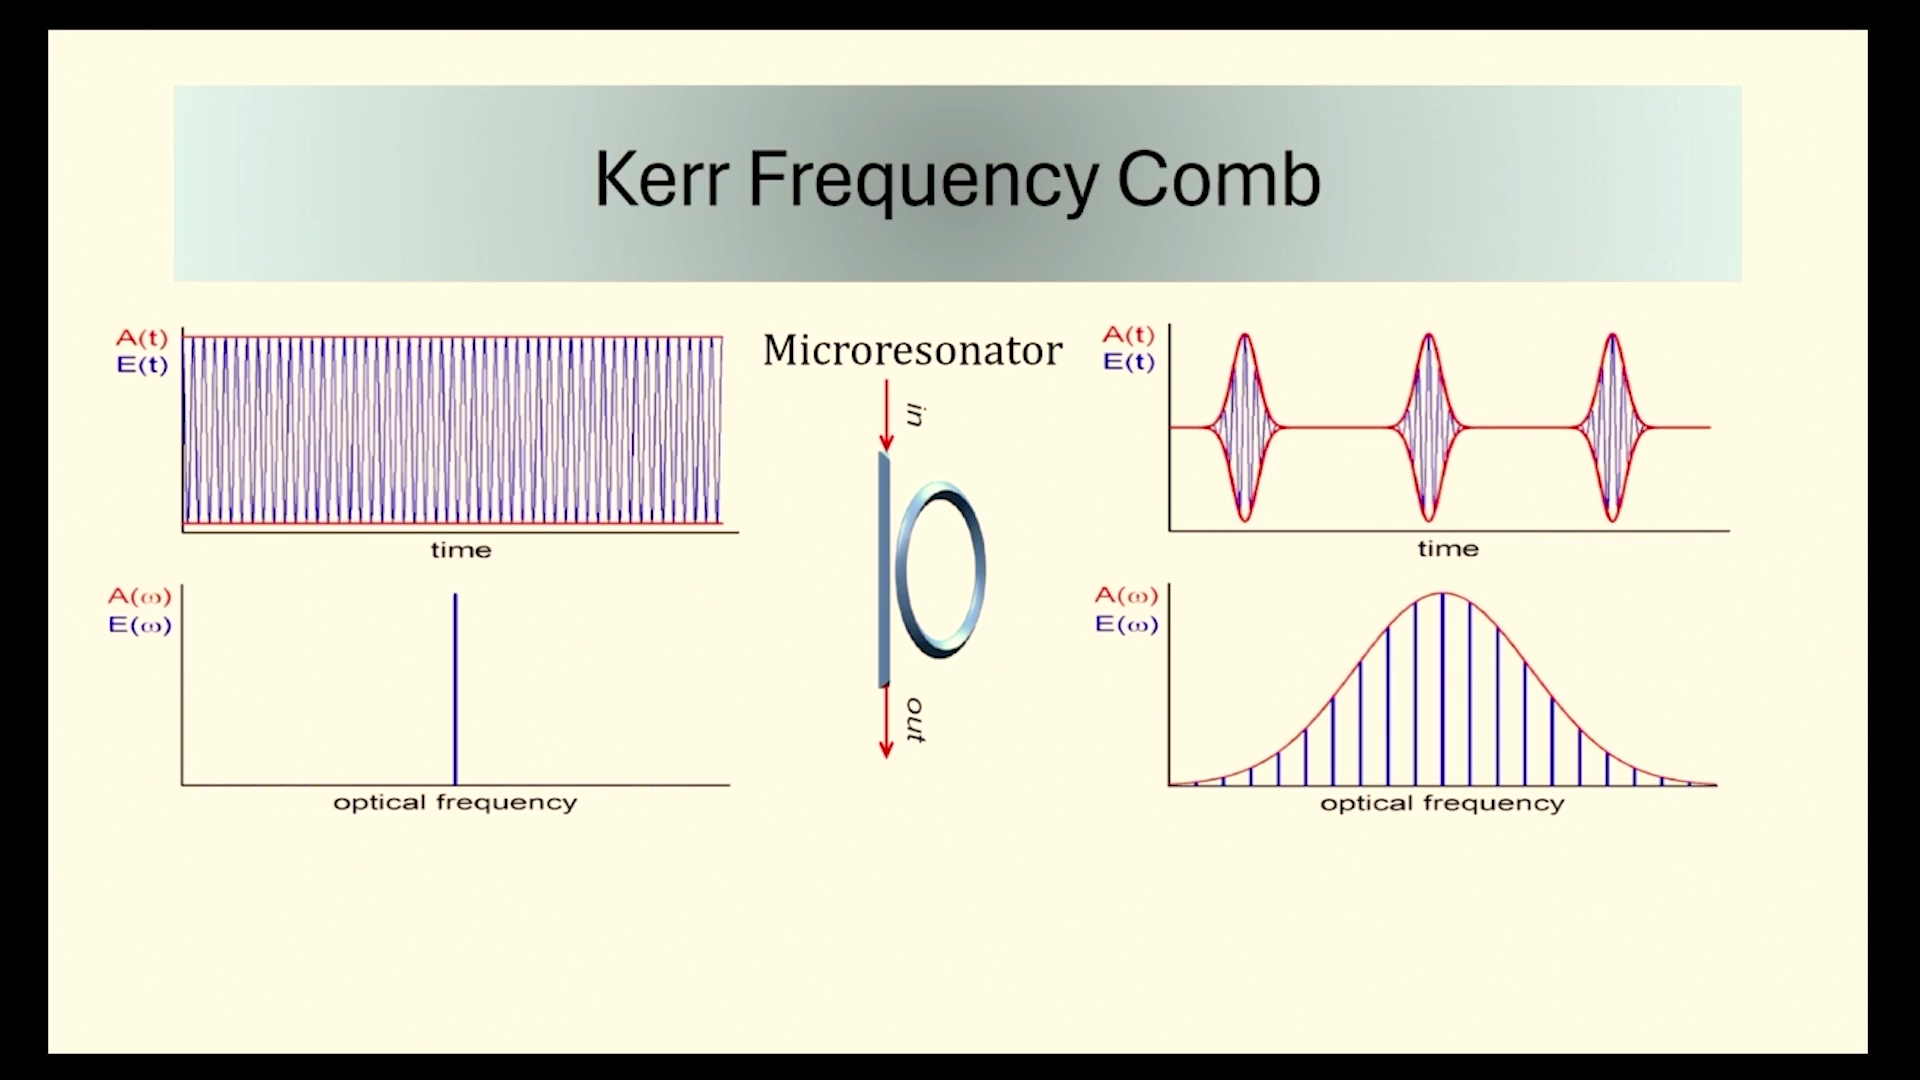 Kerr Frequency Comb
A(t)
E(t)
time
A(ω)
E(ω)
optical frequency
Microresonator
in
out
A(t)
E(t)
time
A(ω)
E(ω)
optical frequency